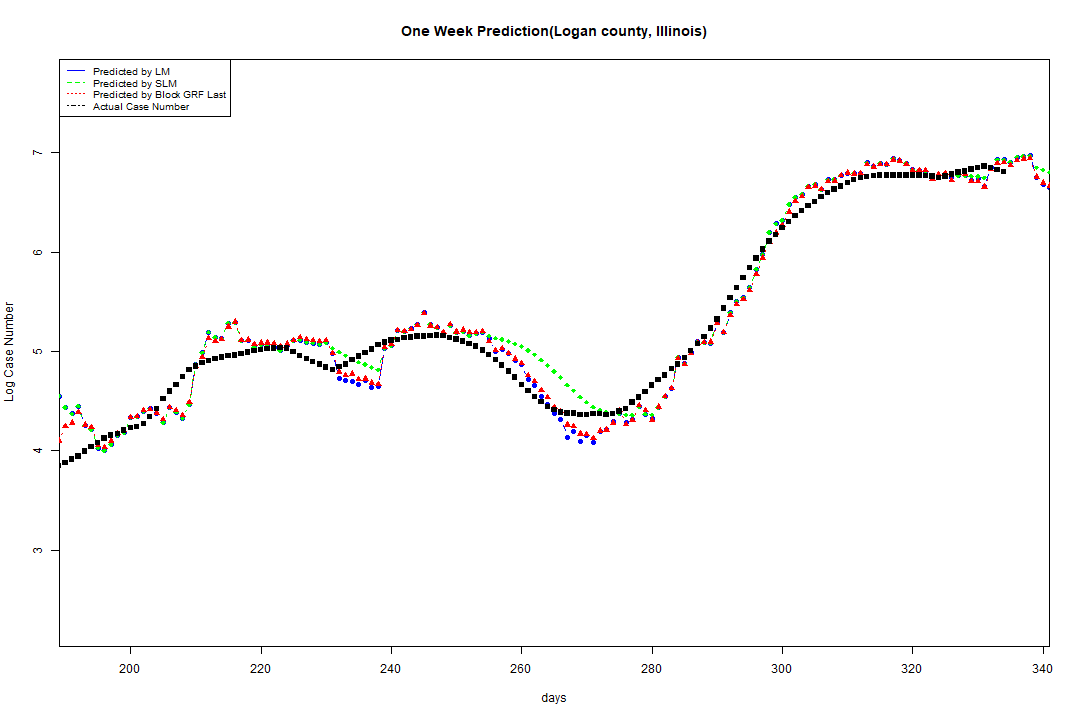 One Week Prediction(Logan county, Illinois)
Predicted by LM
Predicted by SLM
Predicted by Block GRF Last
Actual Case Number
7
6
5
4
3
Log Case Number
200 220 240 260 280 300 320 340
days